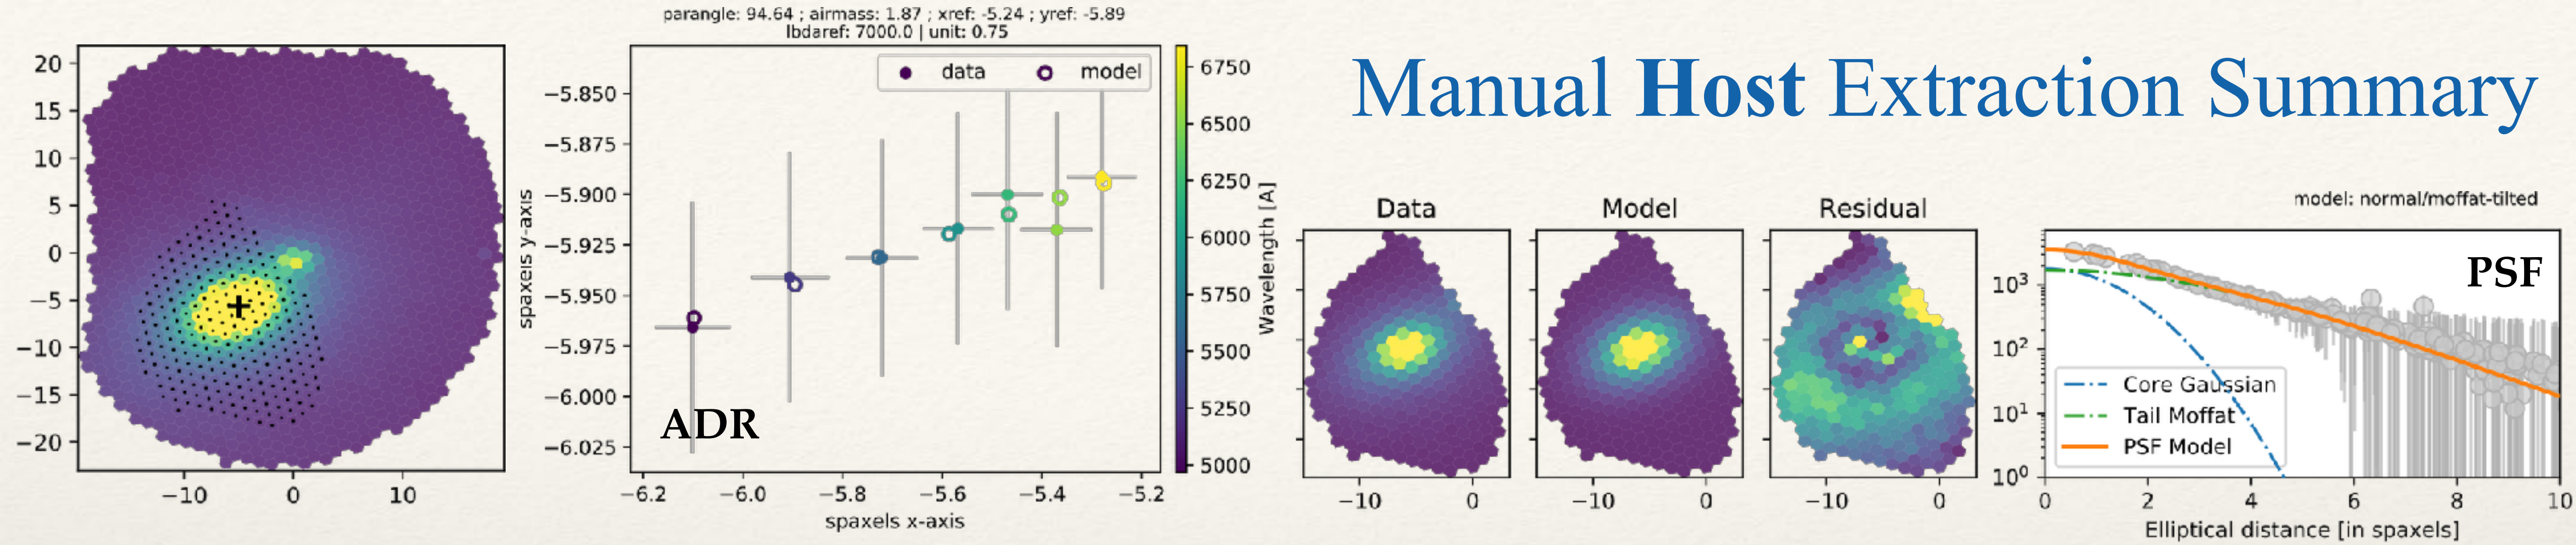 parangle: 94.64 ; airmass: 1.87 ; xref: -5.24 ; yref: -5.89
lbdaref: 7000.0 | unit: 0.75
Manual Host Extraction Summary
20
15
10
5
0
−5
−10
−15
−20
−10 0 10
data model
−5.850
−5.875
−5.900
−5.925
−5.950
−5.975
−6.000
−6.025
spaxels y-axis
ADR
−6.2 −6.0 −5.8 −5.6 −5.4 −5.2
spaxels x-axis
6750
6500
6250
6000
5750
5500
5250
5000
Wavelength [A]
Data
−10 0
Model
−10 0
Residual
−10 0
model: normal/moffat-tilted
PSF
10³
10²
10¹
10⁰
Core Gaussian
Tail Moffat
PSF Model
0 2 4 6 8 10
Elliptical distance [in spaxels]